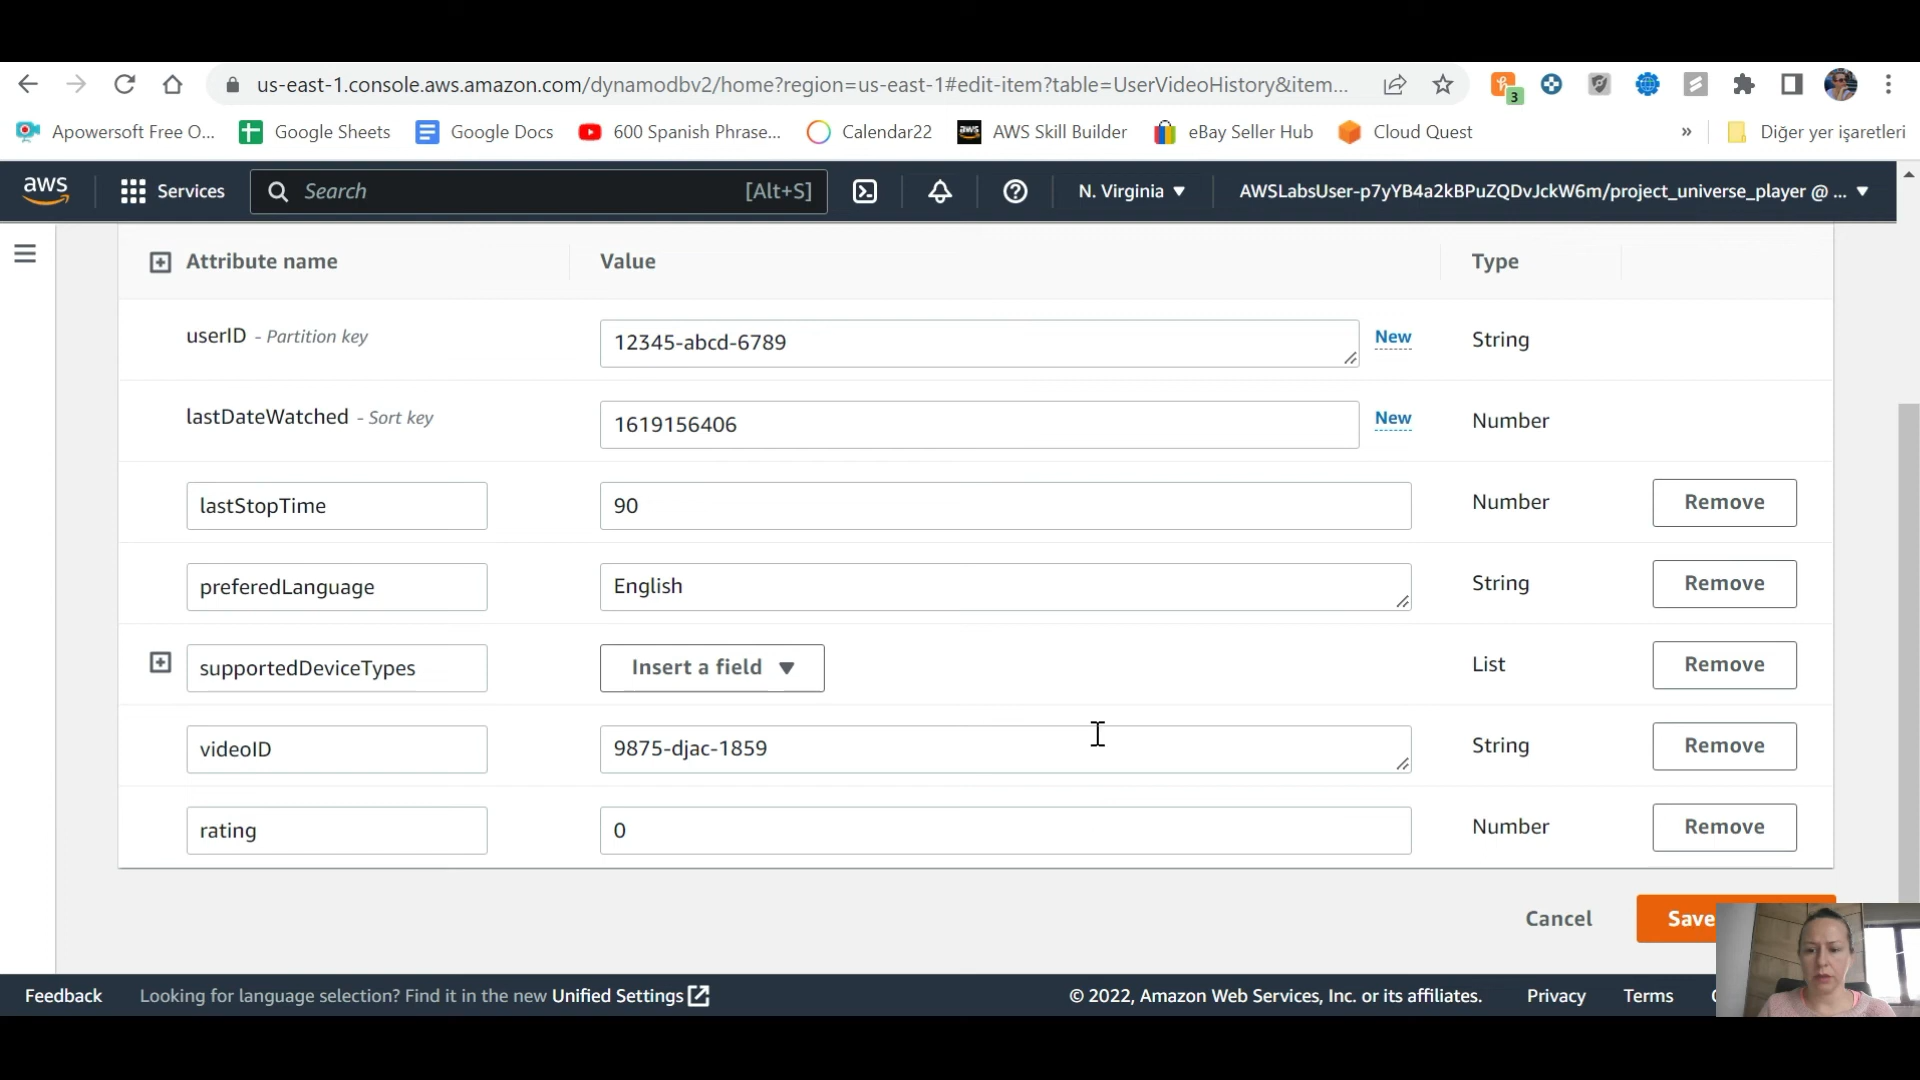 us-east-1.console.aws.amazon.com/dynamodbv2/home?region=us-east-1#edit-item?table=UserVideoHistory&item...
3
Apowersoft Free O... Google Sheets Google Docs 600 Spanish Phrase... Calendar22 aws AWS Skill Builder eBay Seller Hub Cloud Quest » Diğer yer işaretleri
aws Services Search [Alt+S] N. Virginia AWSLabsUser-p7yYB4a2kBPuZQDvJckW6m/project_universe_player @ ...
Attribute name Value Type
userID - Partition key 12345-abcd-6789 New String
lastDateWatched - Sort key 1619156406 New Number
lastStopTime 90 Number Remove
preferedLanguage English String Remove
supportedDeviceTypes Insert a field List Remove
videoID 9875-djac-1859 String Remove
rating 0 Number Remove
Cancel Save
Feedback Looking for language selection? Find it in the new Unified Settings © 2022, Amazon Web Services, Inc. or its affiliates. Privacy Terms